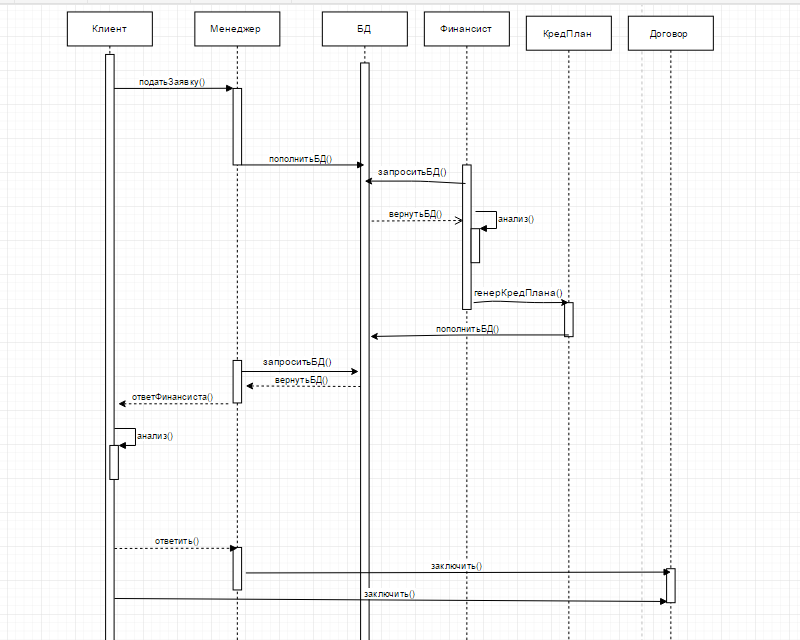 Клиент
Менеджер
БД
Финансист
КредПлан
Договор
податьЗаявку()
пополнитьБД()
запроситьБД()
вернутьБД()
анализ()
генерКредПлана()
пополнитьБД()
запроситьБД()
вернутьБД()
ответФинансиста()
анализ()
ответить()
заключить()
заключить()